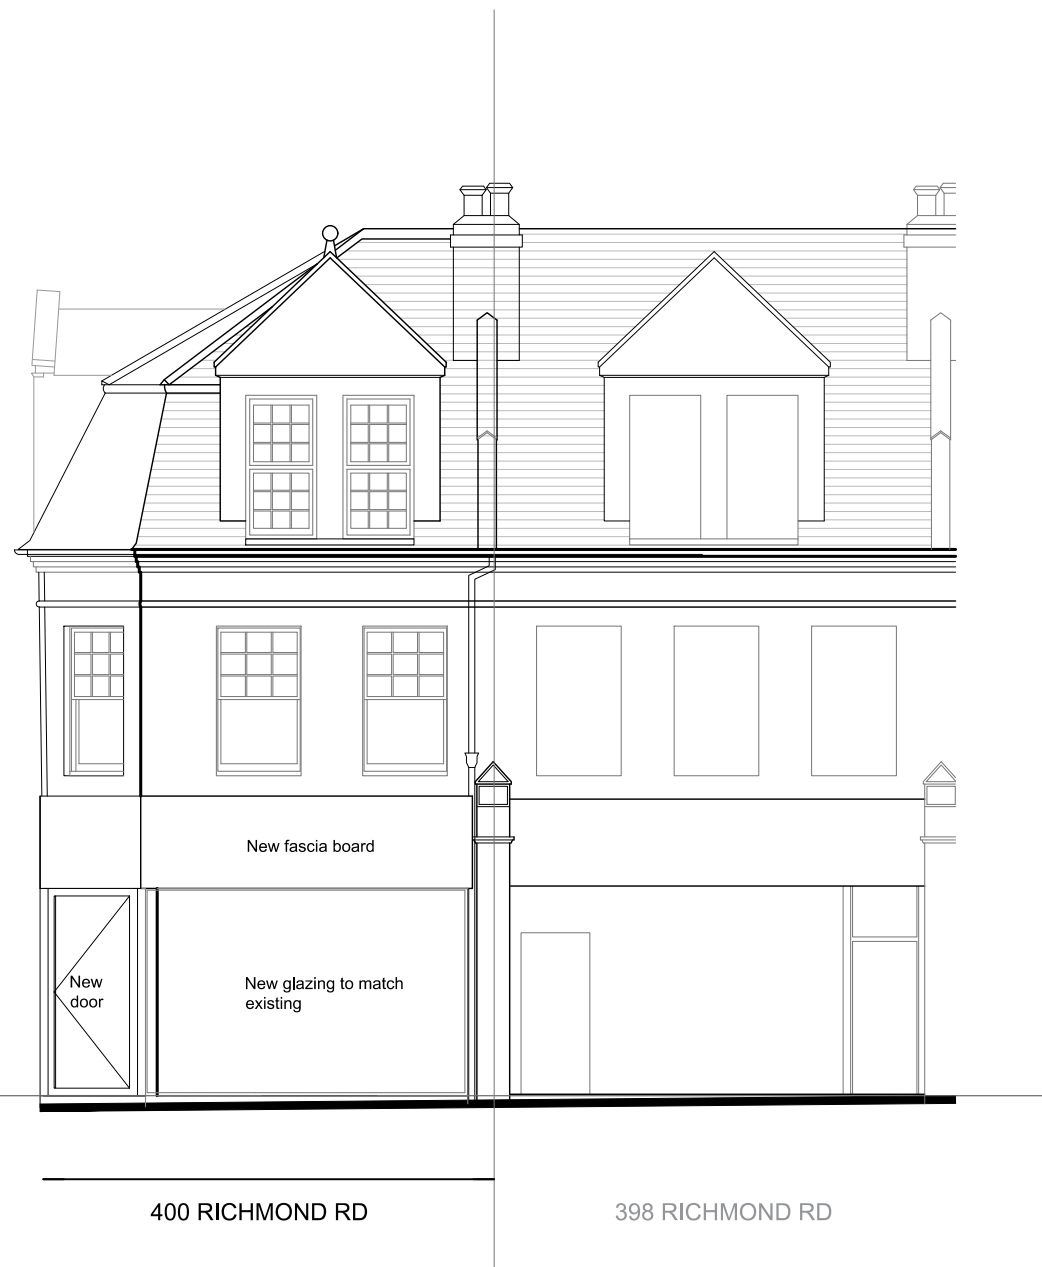 New fascia board
New
door
New glazing to match
existing
400 RICHMOND RD
398 RICHMOND RD